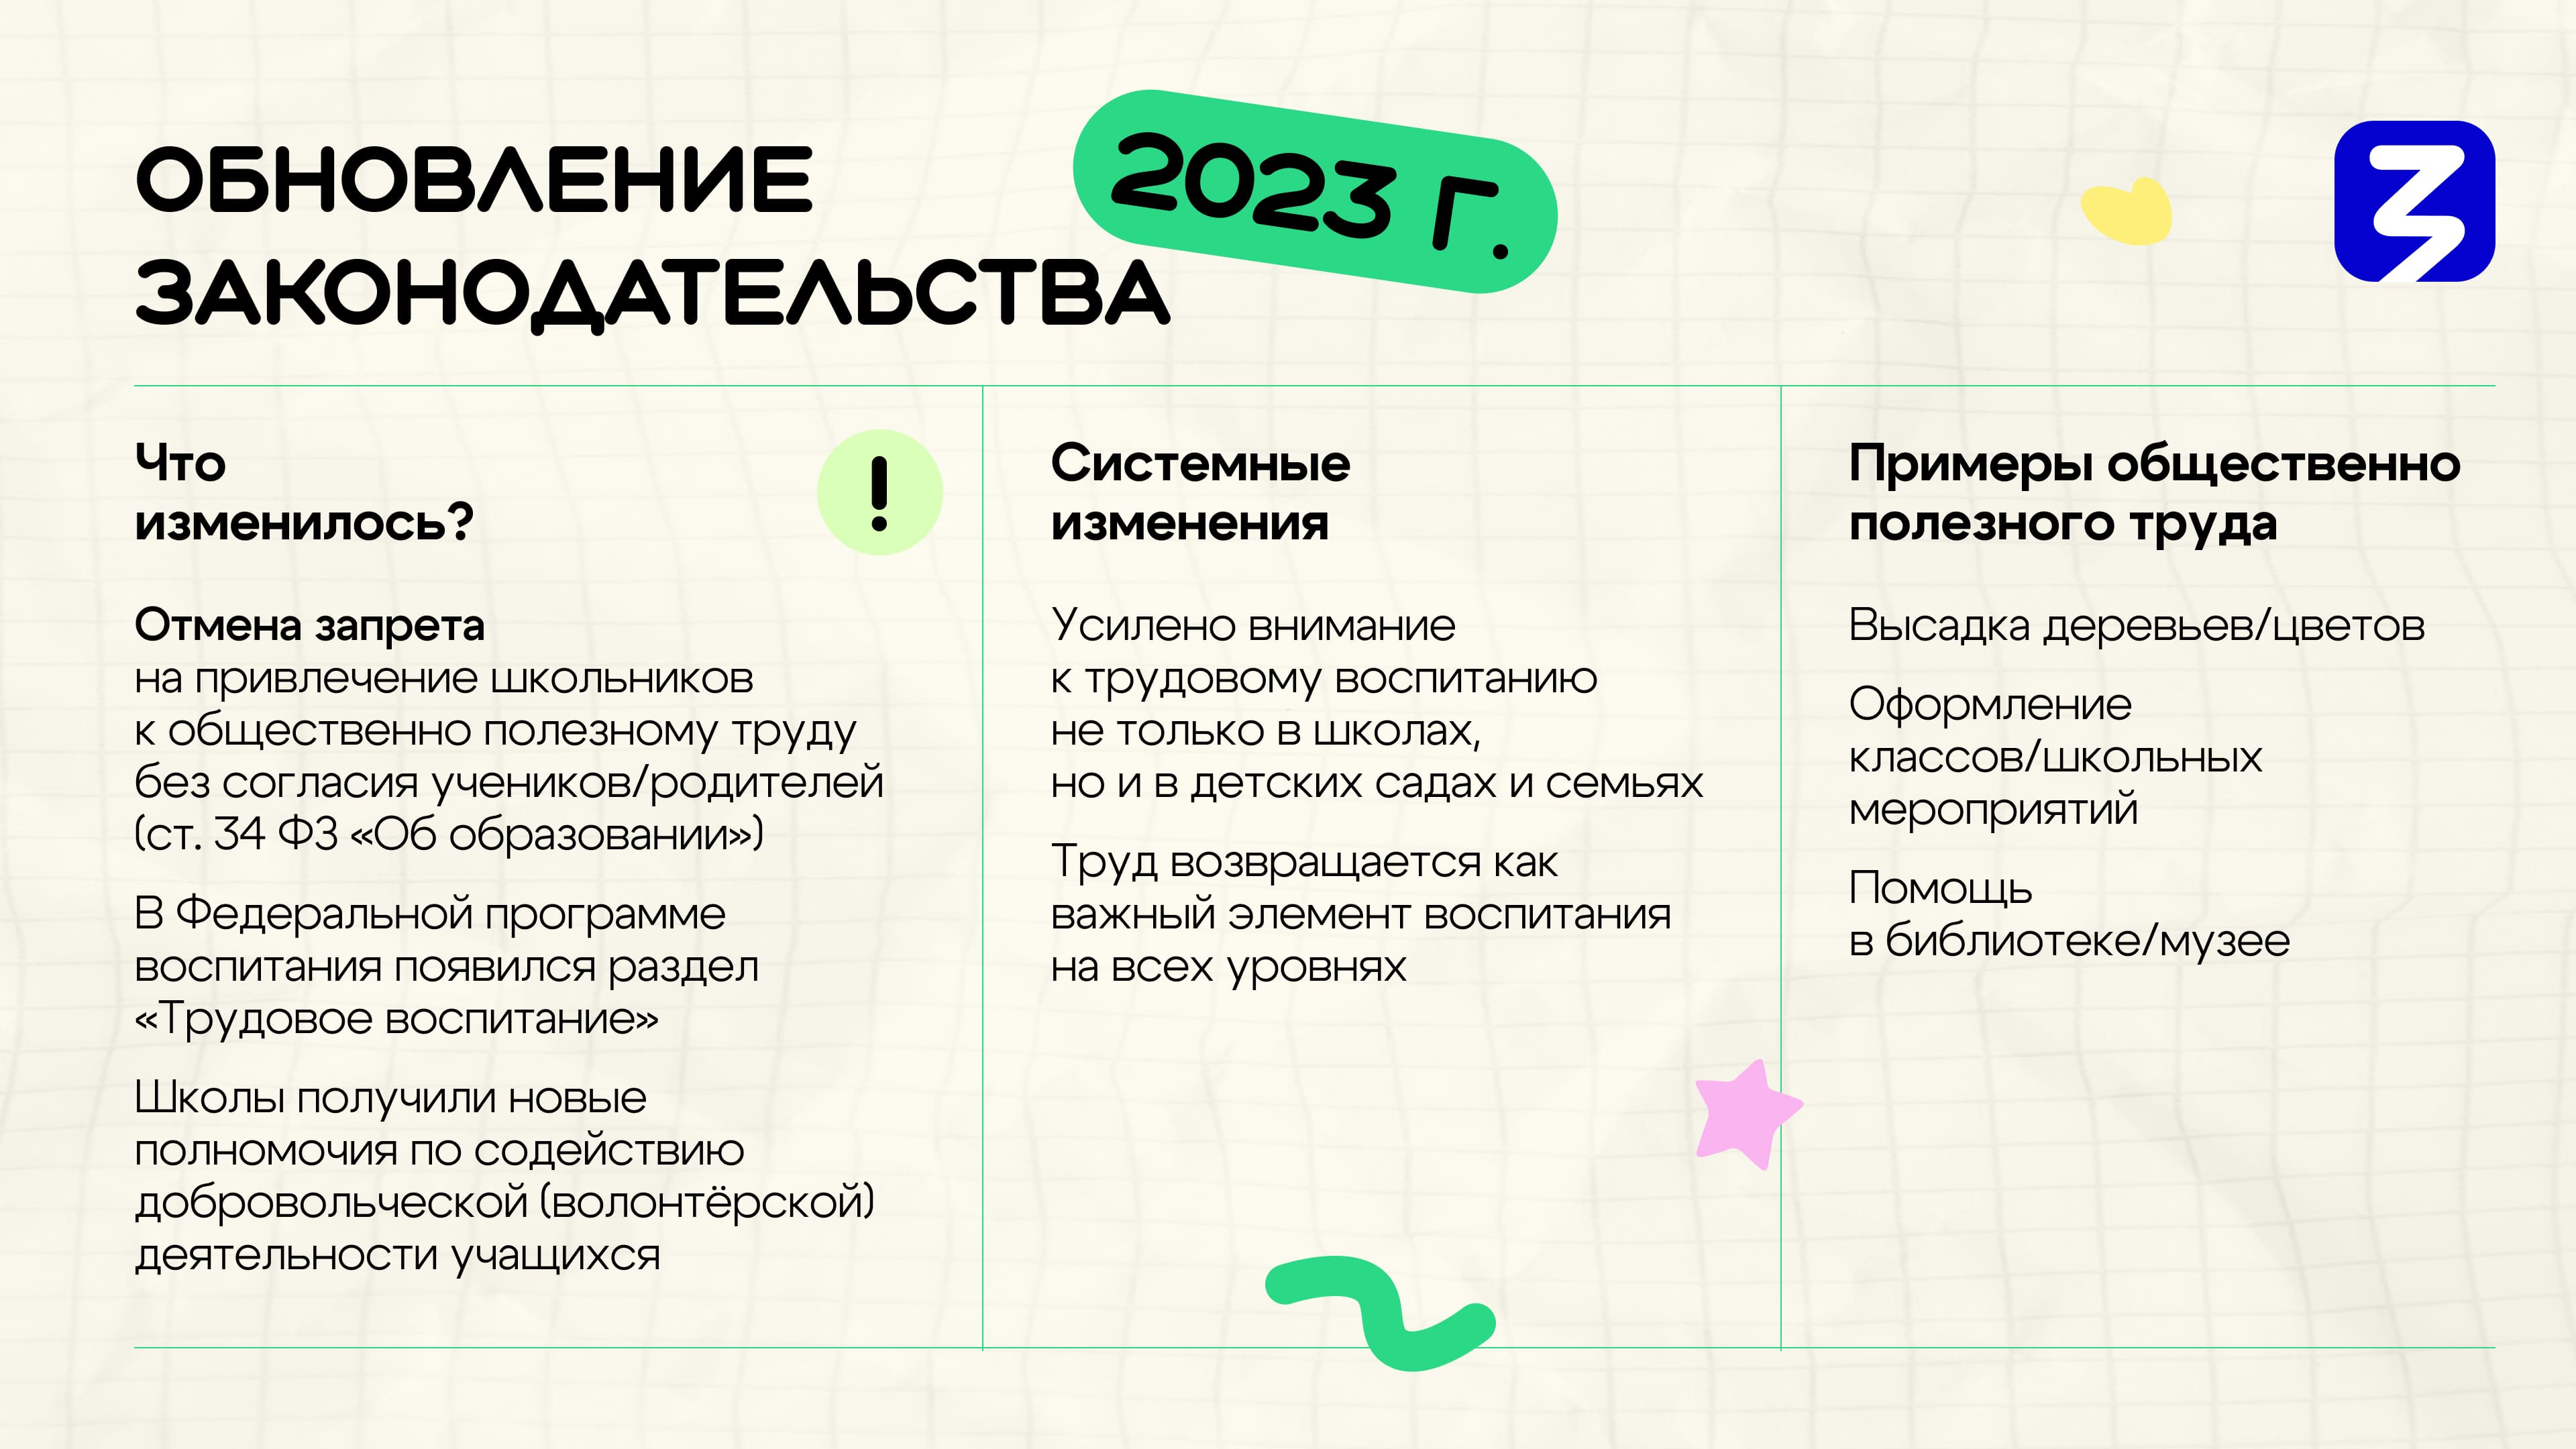 ОБНОВЛЕНИЕ
ЗАКОНОДАТЕЛЬСТВА
2023 Г.
Что
изменилось?
!
Отмена запрета
на привлечение школьников
к общественно полезному труду
без согласия учеников/родителей
(ст. 34 ФЗ «Об образовании»)
В Федеральной программе
воспитания появился раздел
«Трудовое воспитание»
Школы получили новые
полномочия по содействию
добровольческой (волонтёрской)
деятельности учащихся
Системные
изменения
Усилено внимание
к трудовому воспитанию
не только в школах,
но и в детских садах и семьях
Труд возвращается как
важный элемент воспитания
на всех уровнях
Примеры общественно
полезного труда
Высадка деревьев/цветов
Оформление
классов/школьных
мероприятий
Помощь
в библиотеке/музее